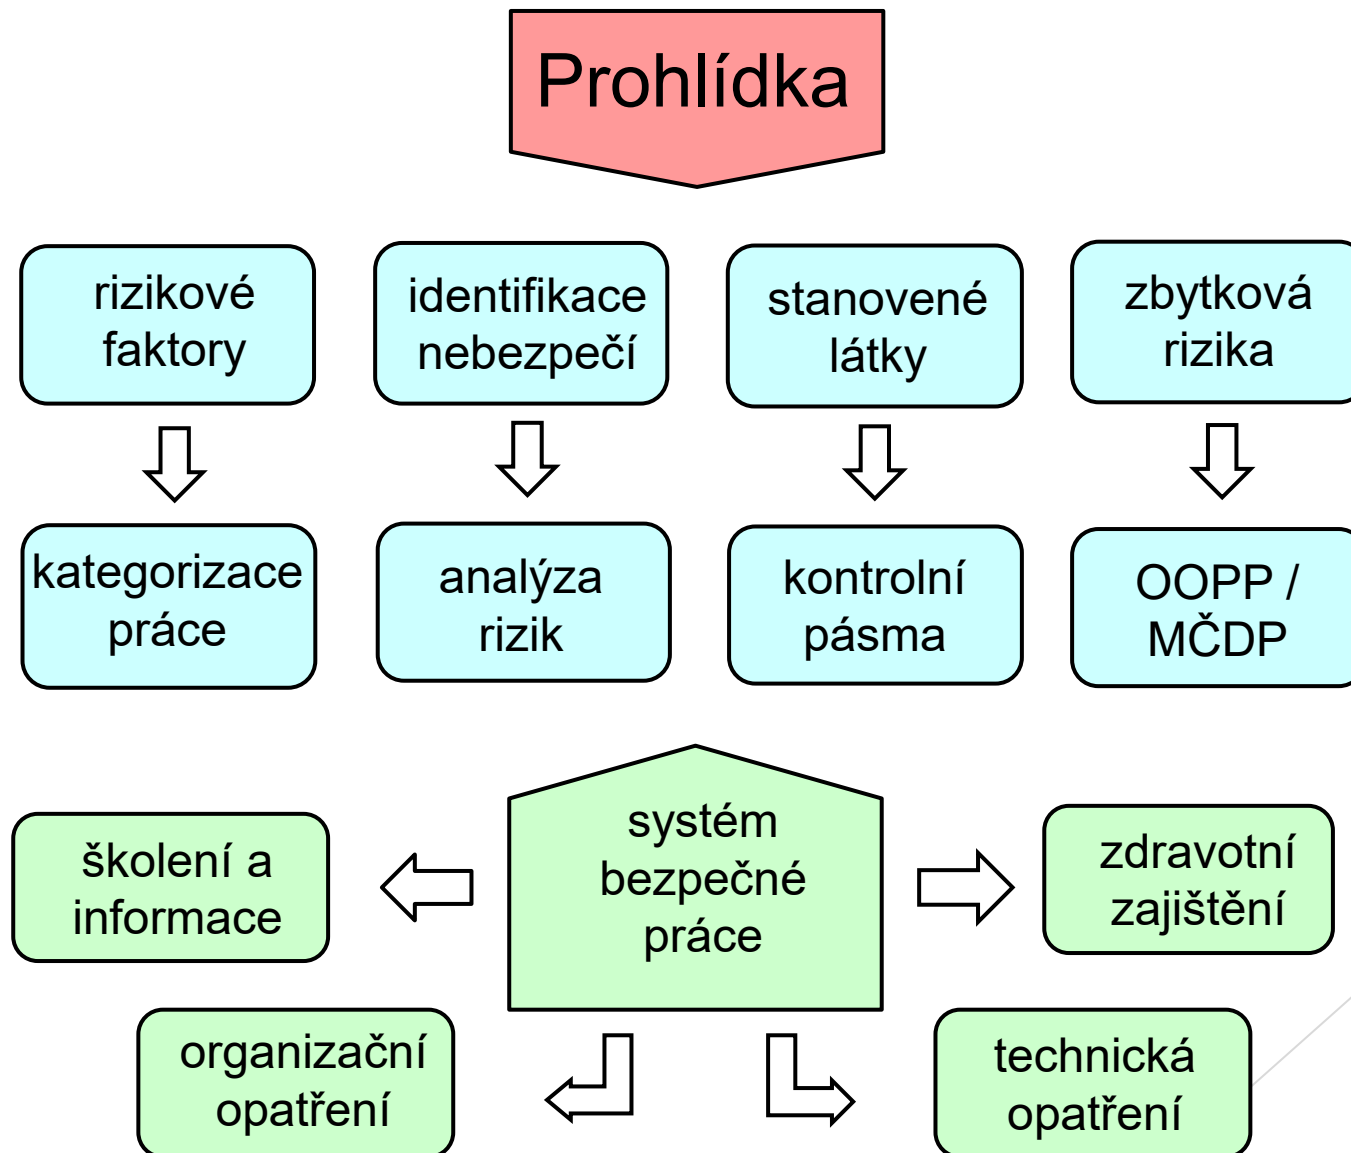 Prohlídka
rizikové
faktory
identifikace
nebezpečí
stanovené
látky
zbytková
rizika
kategorizace
práce
analýza
rizik
kontrolní
pásma
OOPP /
MČDP
systém
bezpečné
práce
školení a
informace
zdravotní
zajištění
organizační
opatření
technická
opatření